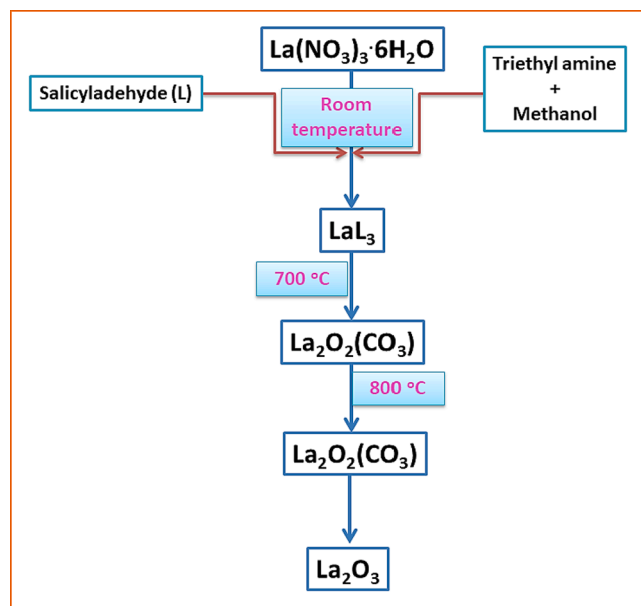 La(NO₃)₃·6H₂O
Salicyladehyde (L)
Room
temperature
Triethyl amine
+
Methanol
LaL₃
700 °C
La₂O₂(CO₃)
800 °C
La₂O₂(CO₃)
La₂O₃